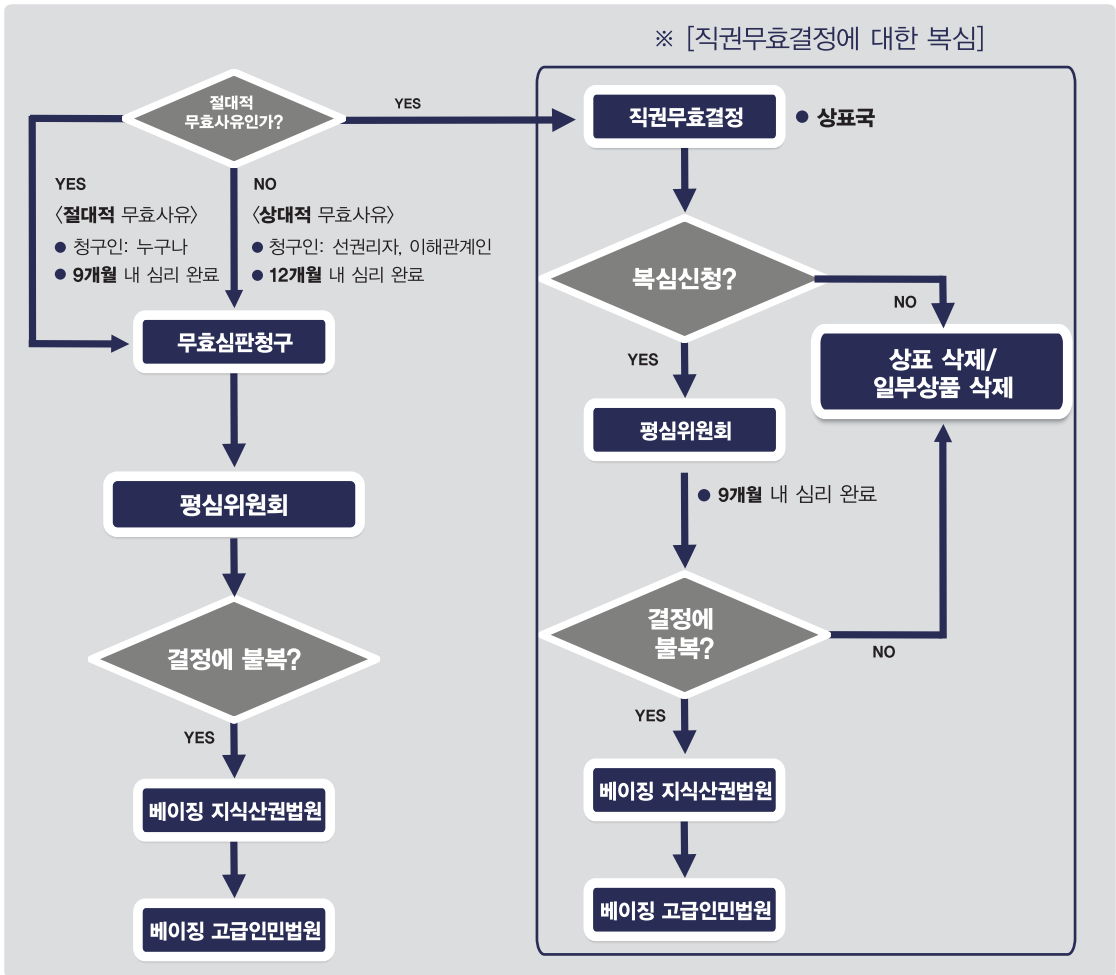 ※ [직권무효결정에 대한 복심]
절대적
무효사유인가?
YES
직권무효결정
● 상표국
YES
〈절대적 무효사유〉
● 청구인: 누구나
● 9개월 내 심리 완료
NO
〈상대적 무효사유〉
● 청구인: 선권리자, 이해관계인
● 12개월 내 심리 완료
무효심판청구
평심위원회
결정에 불복?
YES
베이징 지식산권법원
베이징 고급인민법원
복심신청?
NO
상표 삭제/
일부상품 삭제
YES
평심위원회
● 9개월 내 심리 완료
결정에
불복?
NO
YES
베이징 지식산권법원
베이징 고급인민법원